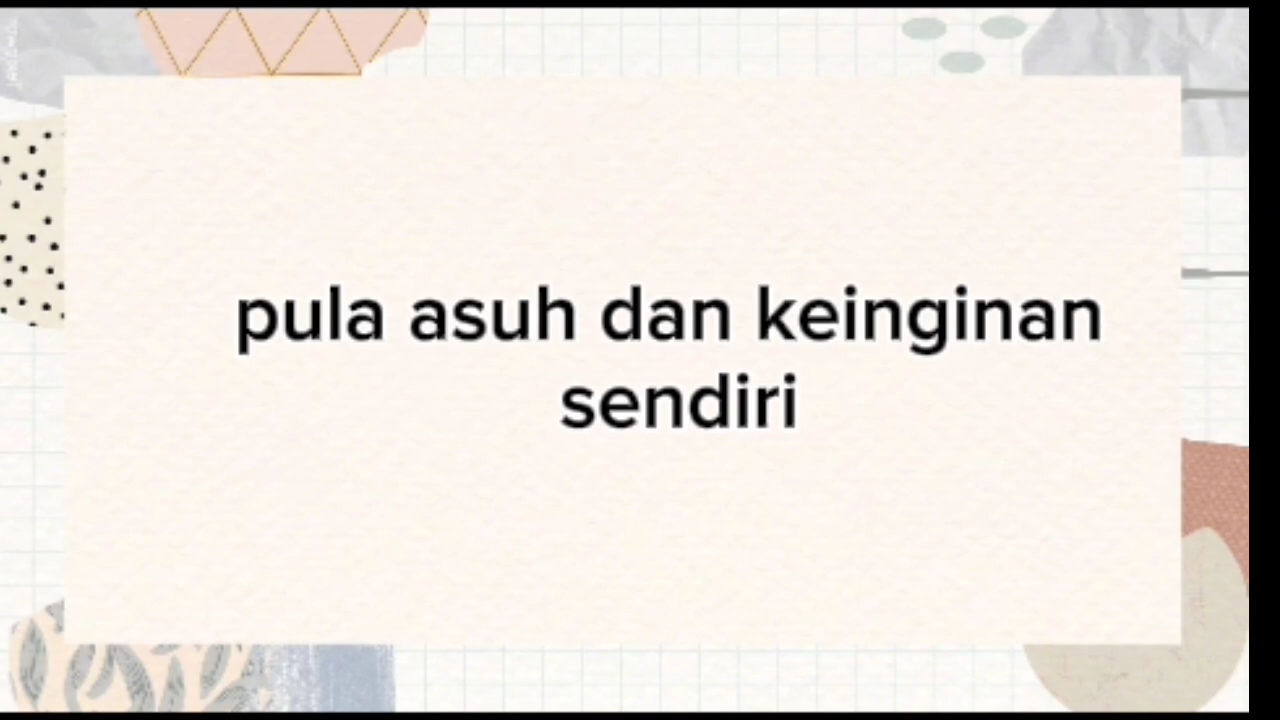 pula asuh dan keinginan
sendiri